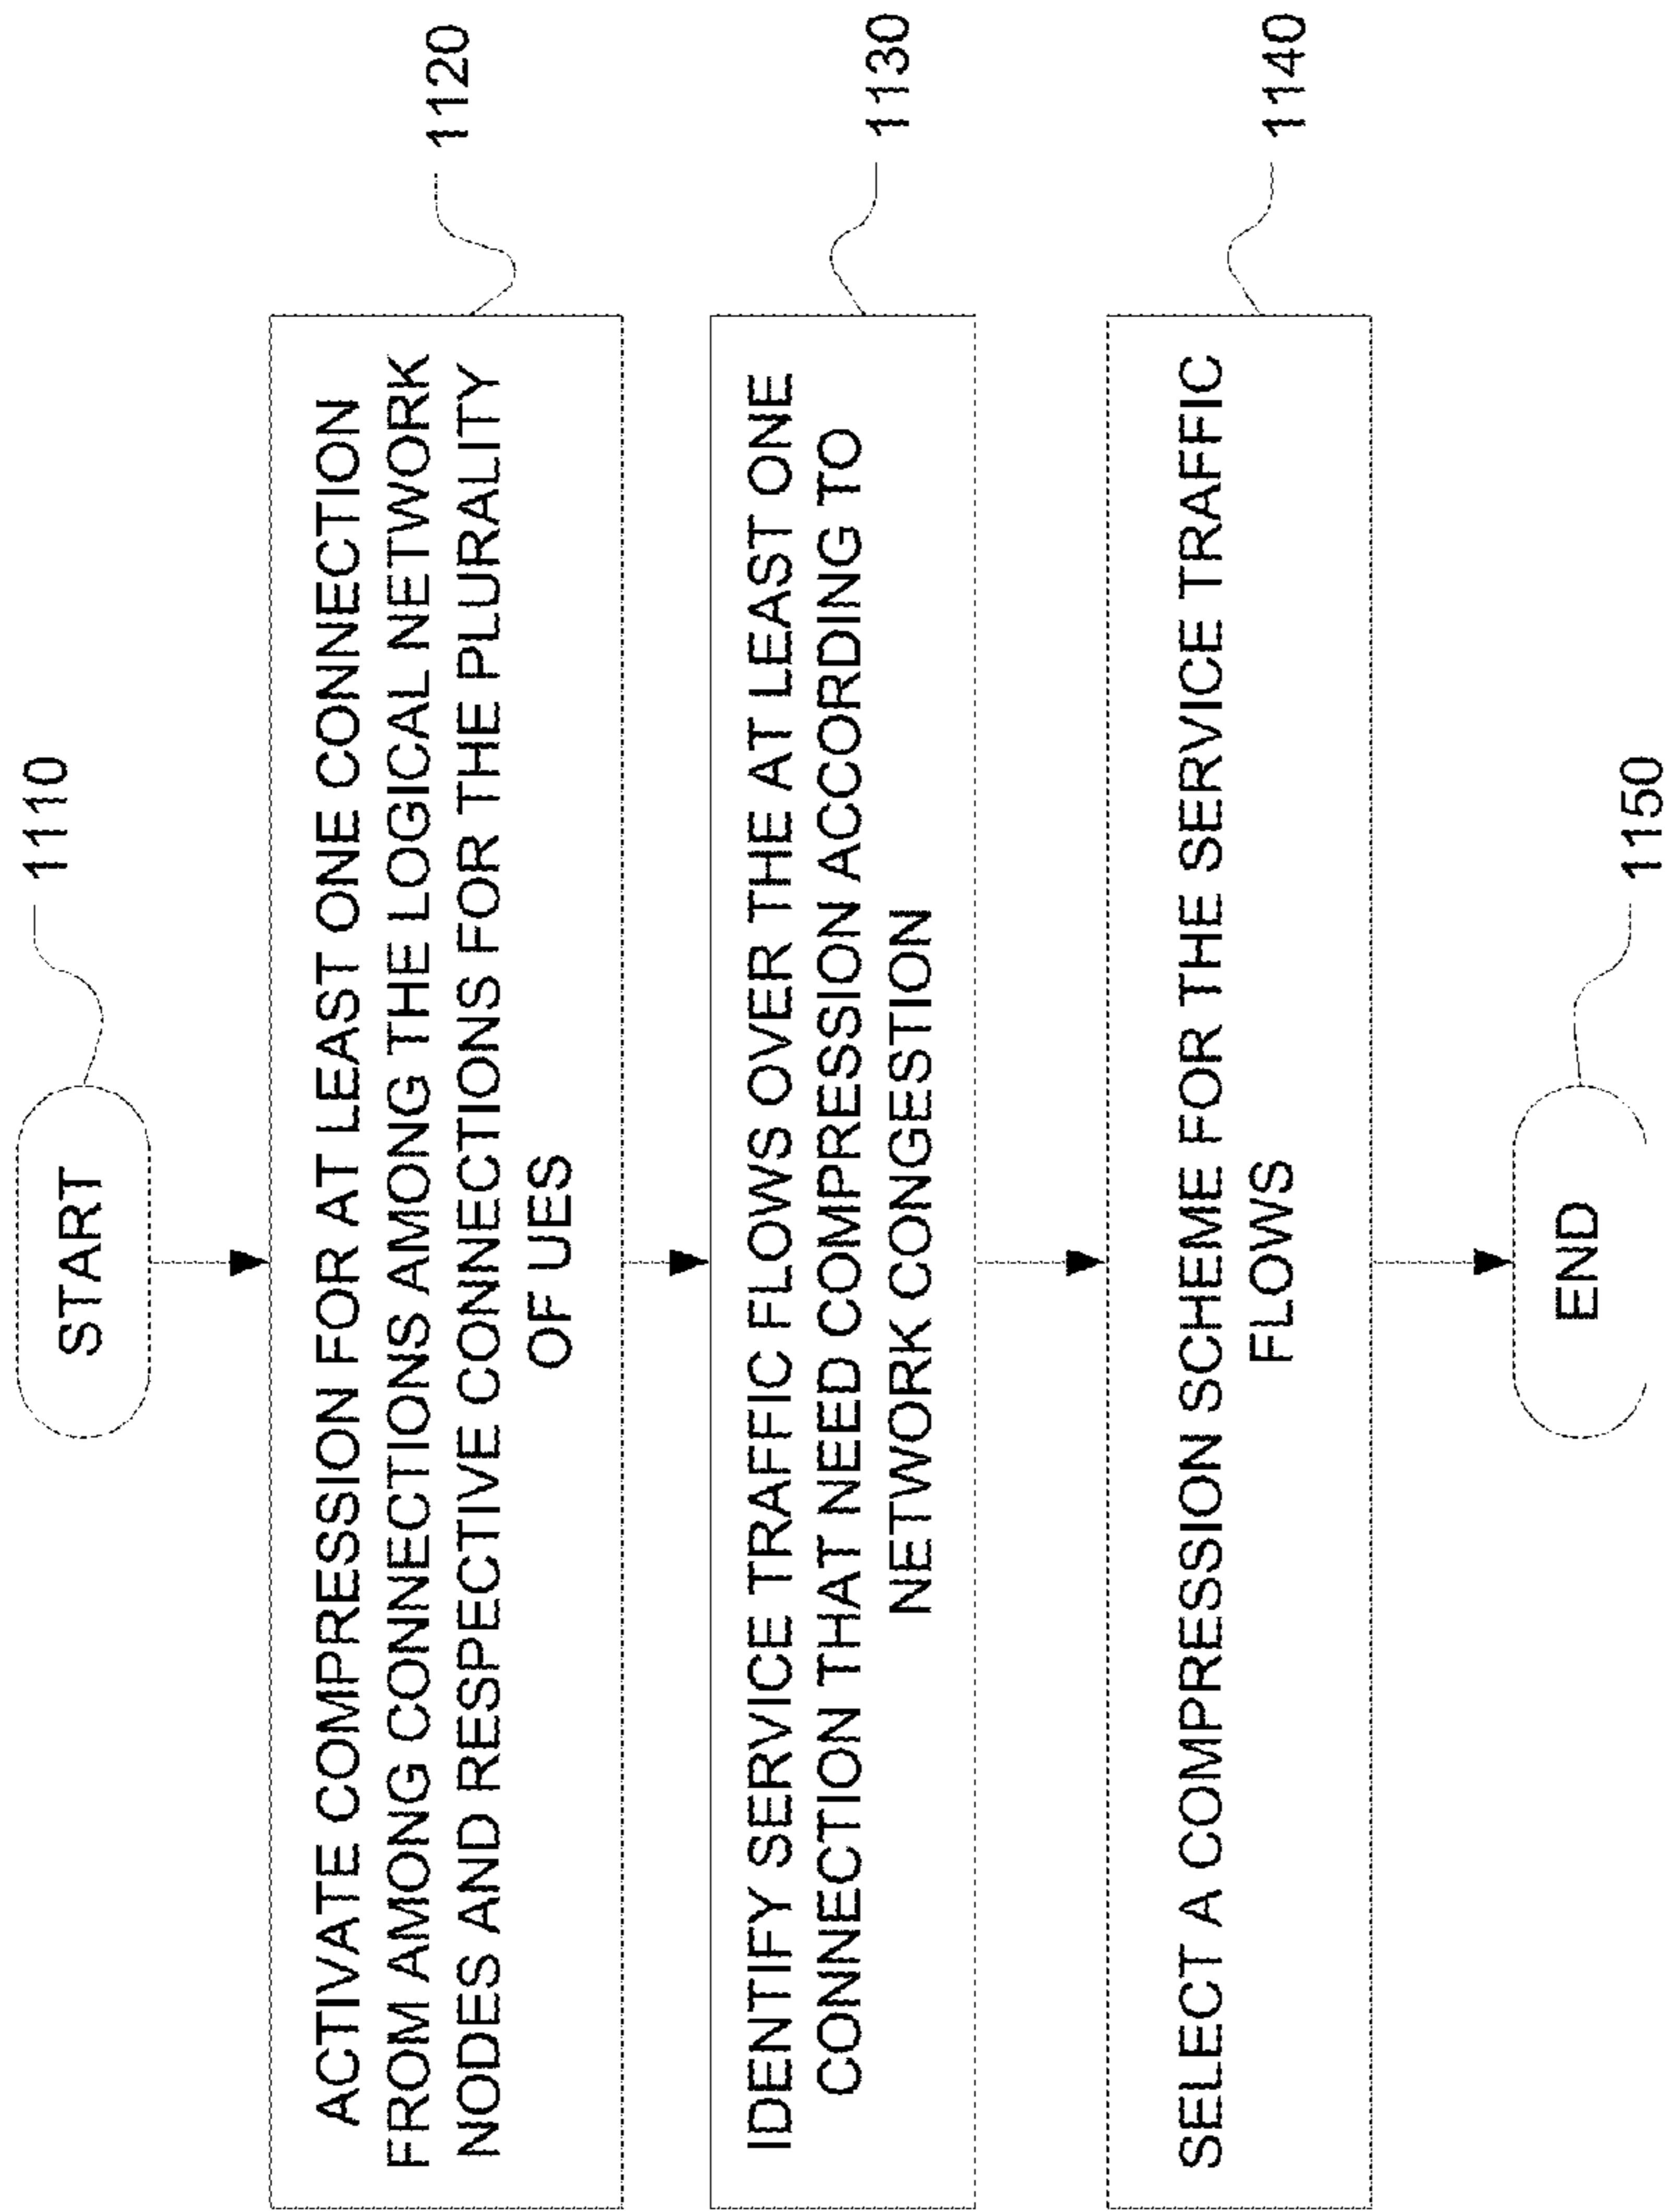 START
1110
ACTIVATE COMPRESSION FOR AT LEAST ONE CONNECTION
FROM AMONG CONNECTIONS AMONG THE LOGICAL NETWORK
NODES AND RESPECTIVE CONNECTIONS FOR THE PLURALITY
OF UES
1120
IDENTIFY SERVICE TRAFFIC FLOWS OVER THE AT LEAST ONE
CONNECTION THAT NEED COMPRESSION ACCORDING TO
NETWORK CONGESTION
1130
SELECT A COMPRESSION SCHEME FOR THE SERVICE TRAFFIC
FLOWS
1140
END
1150